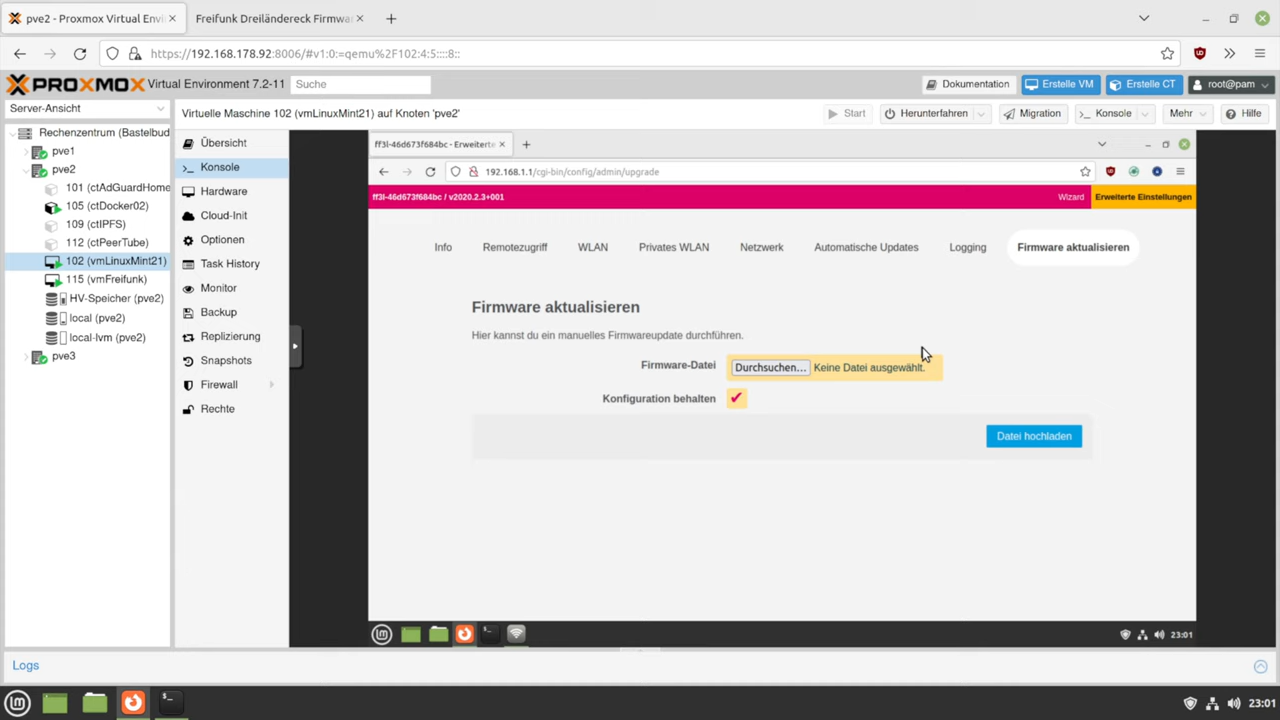 pve2 - Proxmox Virtual Envi
Freifunk Dreiländereck Firmwa
https://192.168.178.92:8006/#v1:0:=qemu%2F102:4:5::::8::
PROXMOX Virtual Environment 7.2-11
Suche
Dokumentation
Erstelle VM
Erstelle CT
root@pam
Server-Ansicht
Virtuelle Maschine 102 (vmLinuxMint21) auf Knoten 'pve2'
Start
Herunterfahren
Migration
Konsole
Mehr
Hilfe
Rechenzentrum (Bastelbud
pve1
pve2
101 (ctAdGuardHome
105 (ctDocker02)
109 (ctIPFS)
112 (ctPeerTube)
102 (vmLinuxMint21)
115 (vmFreifunk)
HV-Speicher (pve2)
local (pve2)
local-lvm (pve2)
pve3
Übersicht
Konsole
Hardware
Cloud-Init
Optionen
Task History
Monitor
Backup
Replizierung
Snapshots
Firewall
Rechte
ff3l-46d673f684bc - Erweiterte
192.168.1.1/cgi-bin/config/admin/upgrade
ff3l-46d673f684bc / v2020.2.3+001
Wizard
Erweiterte Einstellungen
Info
Remotezugriff
WLAN
Privates WLAN
Netzwerk
Automatische Updates
Logging
Firmware aktualisieren
Firmware aktualisieren
Hier kannst du ein manuelles Firmwareupdate durchführen.
Firmware-Datei
Durchsuchen...
Keine Datei ausgewählt.
Konfiguration behalten
Datei hochladen
23:01
Logs
23:01